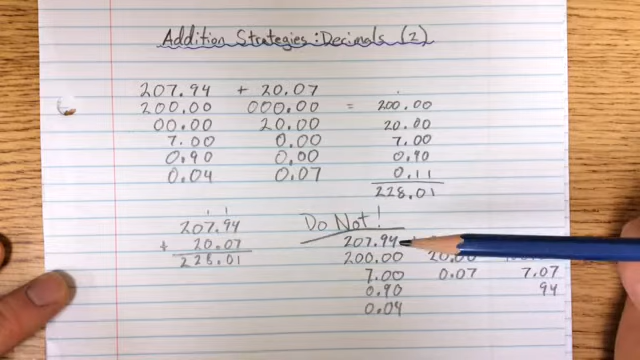 Addition Strategies: Decimals (2)
207.94 + 20.07
200.00 000.00 = 200.00
00.00 20.00 20.00
7.00 0.00 7.00
0.90 0.00 0.90
0.04 0.07 0.11
228.01
Do Not!
1 1
207.94
+ 20.07
228.01
207.94
200.00
7.00 0.07 7.07
0.90 94
0.04